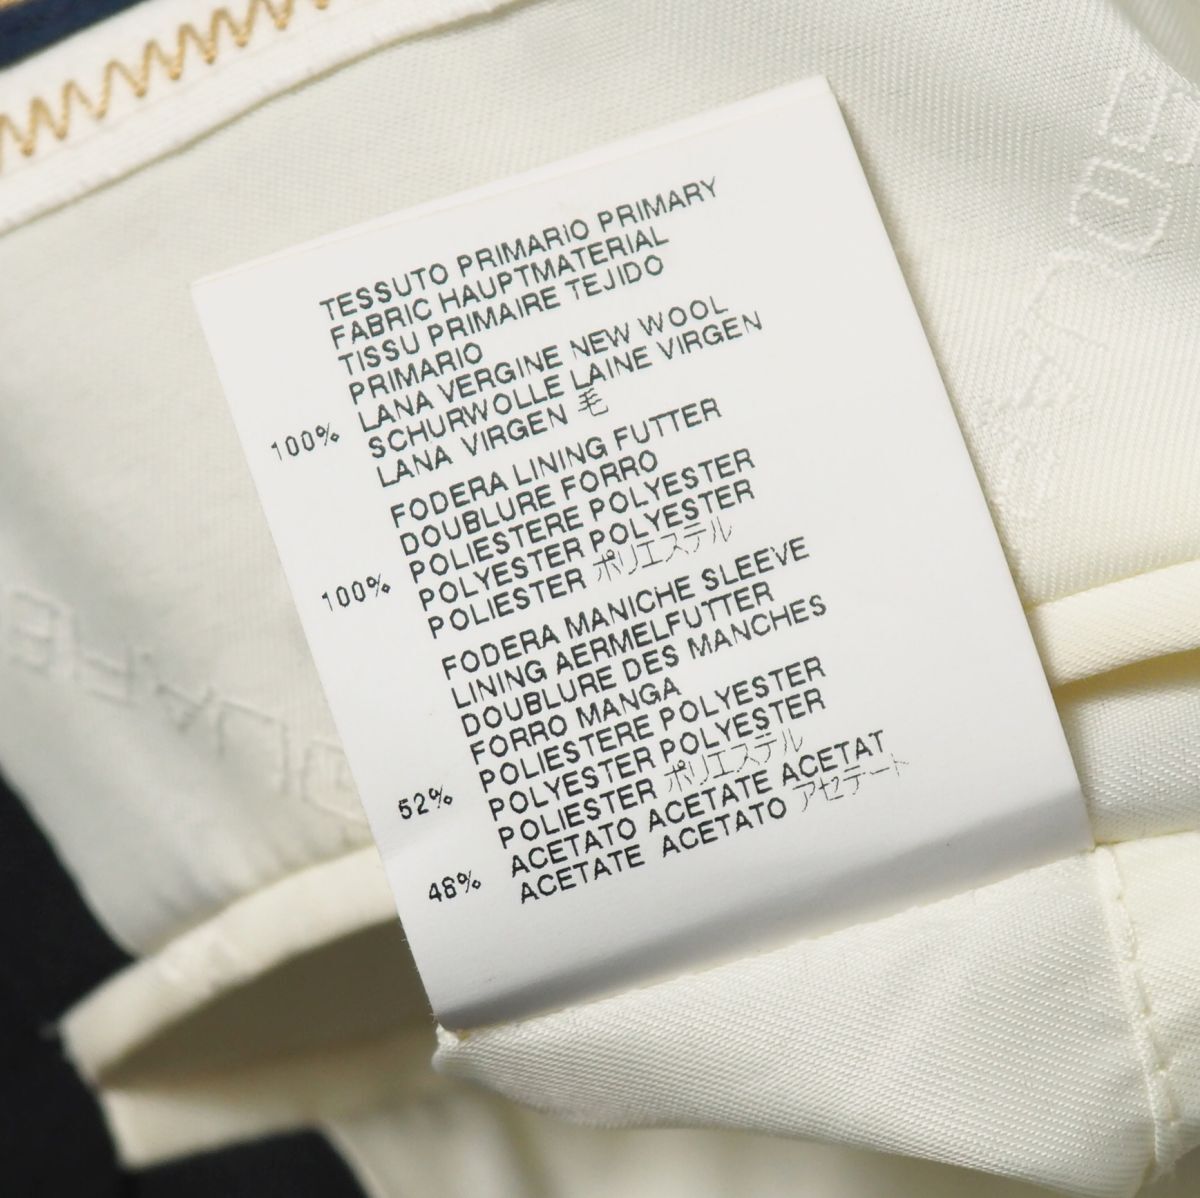 TESSUTO PRIMARIO PRIMARY
FABRIC HAUPTMATERIAL
TISSU PRIMAIRE TEJIDO
PRIMARIO
LANA VERGINE NEW WOOL
100% SCHURWOLLE LAINE VIRGEN
LANA VIRGEN 毛
FODERA LINING FUTTER
DOUBLURE FORRO
POLIESTERE POLYESTER
100% POLYESTER POLYESTER
POLIESTER ポリエステル
FODERA MANICHE SLEEVE
LINING AERMELFUTTER
DOUBLURE DES MANCHES
FORRO MANGA
POLIESTERE POLYESTER
52% POLYESTER POLYESTER
POLIESTER ポリエステル
ACETATO ACETATE ACETAT
48% ACETATE ACETATO アセテート